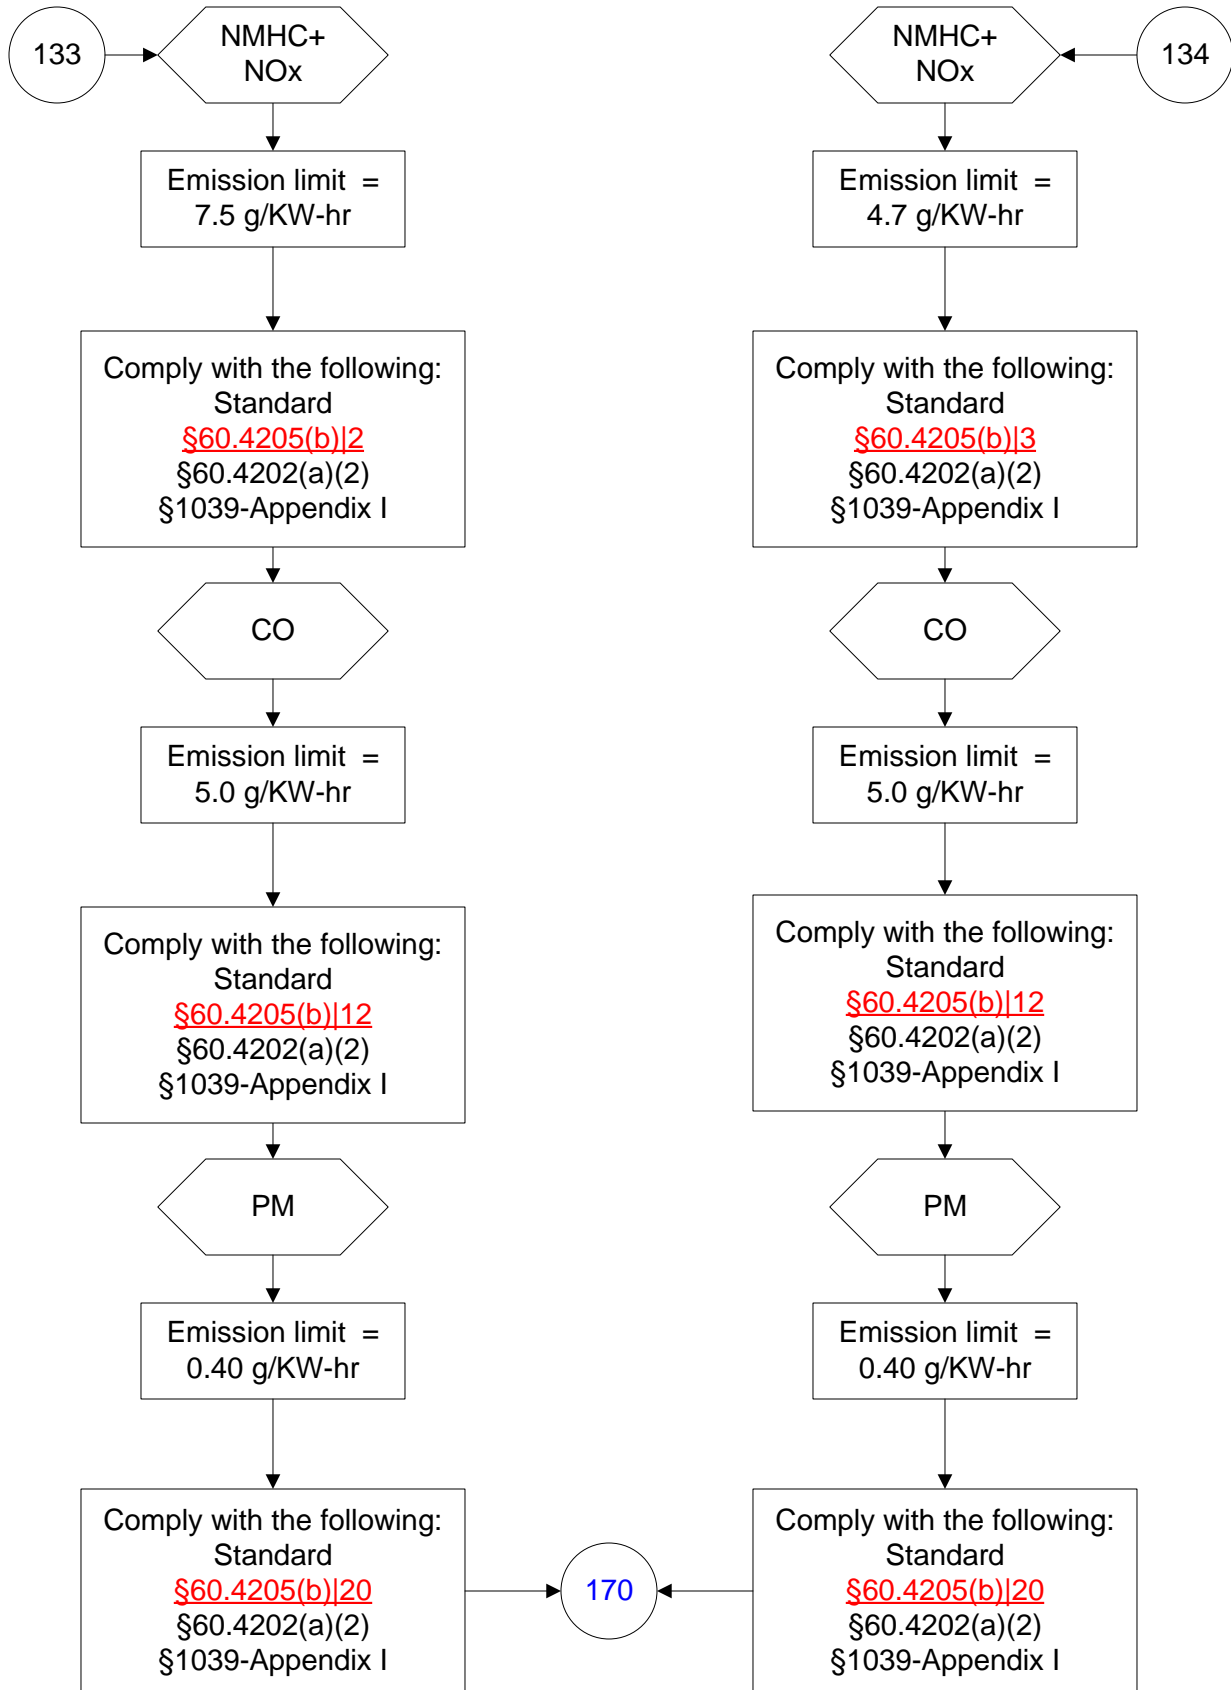 133
NMHC+
NOx
Emission limit =
7.5 g/KW-hr
Comply with the following:
Standard
§60.4205(b)|2
§60.4202(a)(2)
§1039-Appendix I
CO
Emission limit =
5.0 g/KW-hr
Comply with the following:
Standard
§60.4205(b)|12
§60.4202(a)(2)
§1039-Appendix I
PM
Emission limit =
0.40 g/KW-hr
Comply with the following:
Standard
§60.4205(b)|20
§60.4202(a)(2)
§1039-Appendix I
170
NMHC+
NOx
134
Emission limit =
4.7 g/KW-hr
Comply with the following:
Standard
§60.4205(b)|3
§60.4202(a)(2)
§1039-Appendix I
CO
Emission limit =
5.0 g/KW-hr
Comply with the following:
Standard
§60.4205(b)|12
§60.4202(a)(2)
§1039-Appendix I
PM
Emission limit =
0.40 g/KW-hr
Comply with the following:
Standard
§60.4205(b)|20
§60.4202(a)(2)
§1039-Appendix I